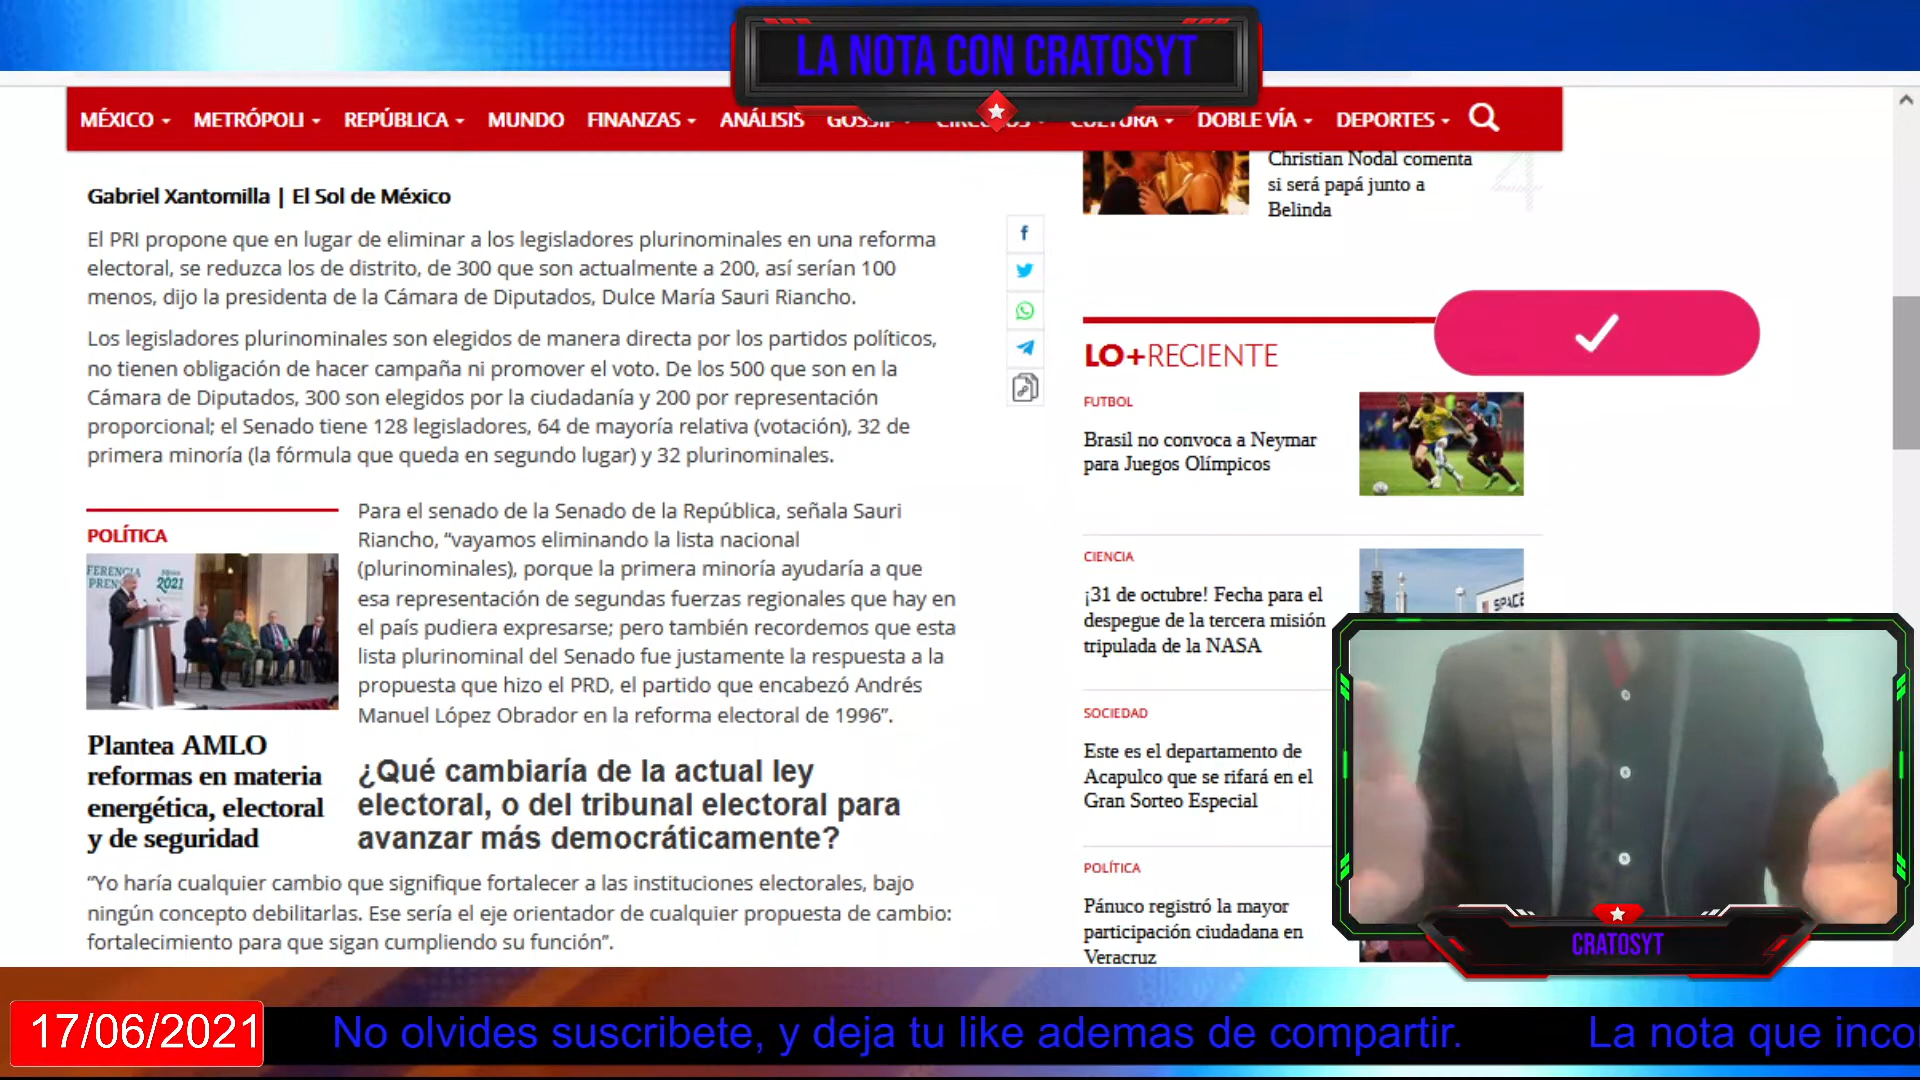 LA NOTA CON CRATOSYT
MÉXICO METRÓPOLI REPÚBLICA MUNDO FINANZAS ANÁLISIS GOSSIP CÍRCULOS CULTURA DOBLE VÍA DEPORTES
Gabriel Xantomilla | El Sol de México
El PRI propone que en lugar de eliminar a los legisladores plurinominales en una reforma
electoral, se reduzca los de distrito, de 300 que son actualmente a 200, así serían 100
menos, dijo la presidenta de la Cámara de Diputados, Dulce María Sauri Riancho.
Los legisladores plurinominales son elegidos de manera directa por los partidos políticos,
no tienen obligación de hacer campaña ni promover el voto. De los 500 que son en la
Cámara de Diputados, 300 son elegidos por la ciudadanía y 200 por representación
proporcional; el Senado tiene 128 legisladores, 64 de mayoría relativa (votación), 32 de
primera minoría (la fórmula que queda en segundo lugar) y 32 plurinominales.
POLÍTICA
2021
Plantea AMLO
reformas en materia
energética, electoral
y de seguridad
Para el senado de la Senado de la República, señala Sauri
Riancho, “vayamos eliminando la lista nacional
(plurinominales), porque la primera minoría ayudaría a que
esa representación de segundas fuerzas regionales que hay en
el país pudiera expresarse; pero también recordemos que esta
lista plurinominal del Senado fue justamente la respuesta a la
propuesta que hizo el PRD, el partido que encabezó Andrés
Manuel López Obrador en la reforma electoral de 1996”.
¿Qué cambiaría de la actual ley
electoral, o del tribunal electoral para
avanzar más democráticamente?
“Yo haría cualquier cambio que signifique fortalecer a las instituciones electorales, bajo
ningún concepto debilitarlas. Ese sería el eje orientador de cualquier propuesta de cambio:
fortalecimiento para que sigan cumpliendo su función”.
Christian Nodal comenta
si será papá junto a
Belinda
4
LO+RECIENTE
FUTBOL
Brasil no convoca a Neymar
para Juegos Olímpicos
CIENCIA
¡31 de octubre! Fecha para el
despegue de la tercera misión
tripulada de la NASA
SOCIEDAD
Este es el departamento de
Acapulco que se rifará en el
Gran Sorteo Especial
POLÍTICA
Pánuco registró la mayor
participación ciudadana en
Veracruz
CRATOSYT
17/06/2021 No olvides suscribete, y deja tu like ademas de compartir. La nota que